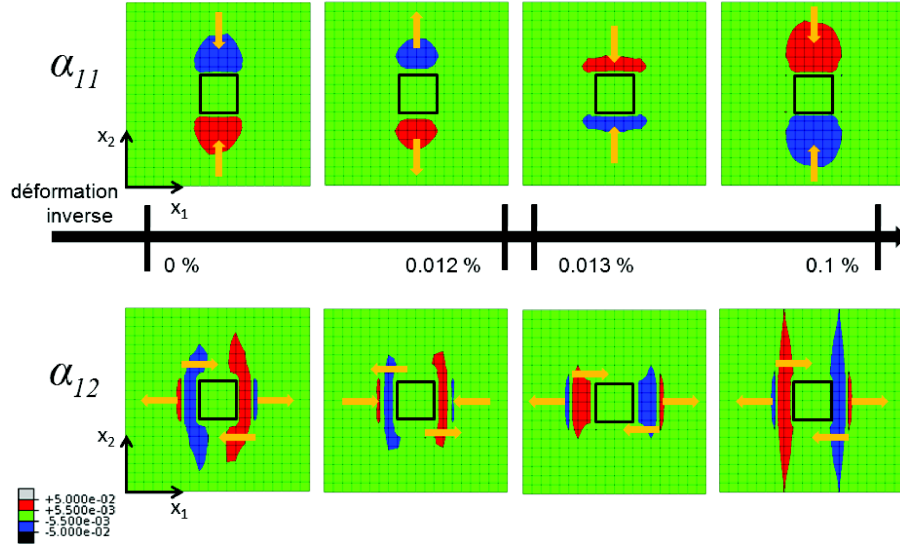 α11
x2
x1
déformation
inverse
0 %
0.012 %
0.013 %
0.1 %
α12
x2
x1
+5.000e-02
+5.500e-03
-5.500e-03
-5.000e-02